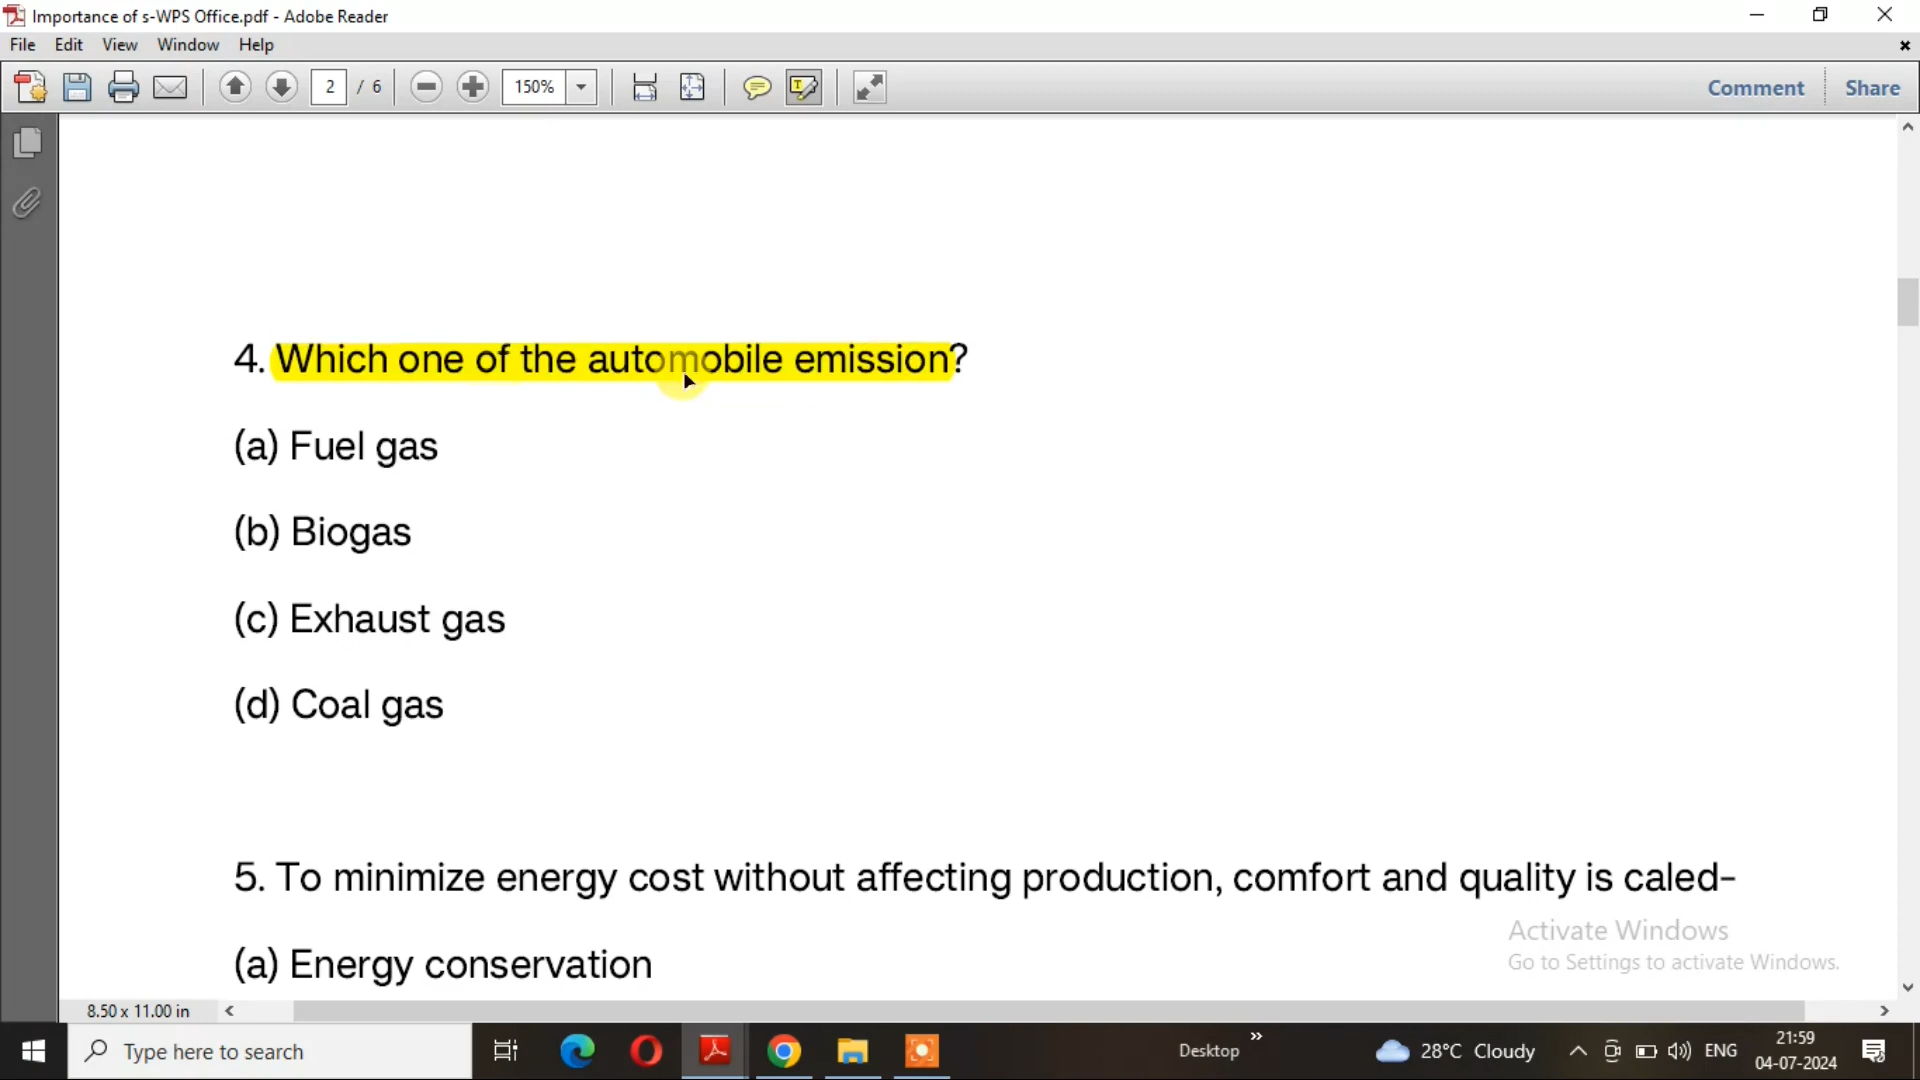 Importance of s-WPS Office.pdf - Adobe Reader
File Edit View Window Help
2 / 6 150% Comment Share
4. Which one of the automobile emission?
(a) Fuel gas
(b) Biogas
(c) Exhaust gas
(d) Coal gas
5. To minimize energy cost without affecting production, comfort and quality is caled-
(a) Energy conservation
Activate Windows
Go to Settings to activate Windows.
8.50 x 11.00 in
Type here to search Desktop 28°C Cloudy ENG 21:59
04-07-2024